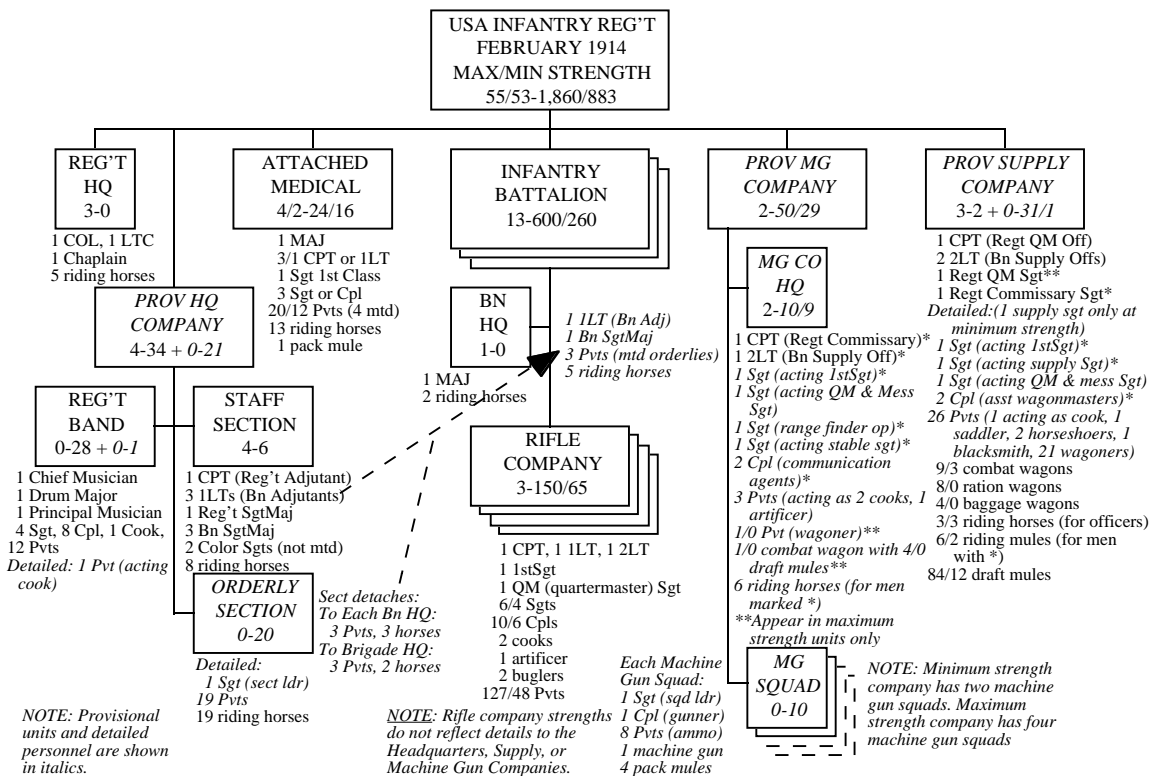 USA INFANTRY REG'T
FEBRUARY 1914
MAX/MIN STRENGTH
55/53-1,860/883
REG'T
HQ
3-0
1 COL, 1 LTC
1 Chaplain
5 riding horses
PROV HQ
COMPANY
4-34 + 0-21
REG'T
BAND
0-28 + 0-1
1 Chief Musician
1 Drum Major
1 Principal Musician
4 Sgt, 8 Cpl, 1 Cook,
12 Pvts
Detailed: 1 Pvt (acting
cook)
STAFF
SECTION
4-6
1 CPT (Reg't Adjutant)
3 1LTs (Bn Adjutants)
1 Reg't SgtMaj
3 Bn SgtMaj
2 Color Sgts (not mtd)
8 riding horses
ORDERLY
SECTION
0-20
Detailed:
1 Sgt (sect ldr)
19 Pvts
19 riding horses
NOTE: Provisional
units and detailed
personnel are shown
in italics.
ATTACHED
MEDICAL
4/2-24/16
1 MAJ
3/1 CPT or 1LT
1 Sgt 1st Class
3 Sgt or Cpl
20/12 Pvts (4 mtd)
13 riding horses
1 pack mule
INFANTRY
BATTALION
13-600/260
BN
HQ
1-0
1 MAJ
2 riding horses
1 1LT (Bn Adj)
1 Bn SgtMaj
3 Pvts (mtd orderlies)
5 riding horses
Sect detaches:
To Each Bn HQ:
3 Pvts, 3 horses
To Brigade HQ:
3 Pvts, 2 horses
RIFLE
COMPANY
3-150/65
1 CPT, 1 1LT, 1 2LT
1 1stSgt
1 QM (quartermaster) Sgt
6/4 Sgts
10/6 Cpls
2 cooks
1 artificer
2 buglers
127/48 Pvts
NOTE: Rifle company strengths
do not reflect details to the
Headquarters, Supply, or
Machine Gun Companies.
PROV MG
COMPANY
2-50/29
MG CO
HQ
2-10/9
1 CPT (Regt Commissary)*
1 2LT (Bn Supply Off)*
1 Sgt (acting 1stSgt)*
1 Sgt (acting QM & Mess
Sgt)
1 Sgt (range finder op)*
1 Sgt (acting stable sgt)*
2 Cpl (communication
agents)*
3 Pvts (acting as 2 cooks, 1
artificer)
1/0 Pvt (wagoner)**
1/0 combat wagon with 4/0
draft mules**
6 riding horses (for men
marked *)
**Appear in maximum
strength units only
MG
SQUAD
0-10
Each Machine
Gun Squad:
1 Sgt (sqd ldr)
1 Cpl (gunner)
8 Pvts (ammo)
1 machine gun
4 pack mules
NOTE: Minimum strength
company has two machine
gun squads. Maximum
strength company has four
machine gun squads
PROV SUPPLY
COMPANY
3-2 + 0-31/1
1 CPT (Regt QM Off)
2 2LT (Bn Supply Offs)
1 Regt QM Sgt**
1 Regt Commissary Sgt*
Detailed:(1 supply sgt only at
minimum strength)
1 Sgt (acting 1stSgt)*
1 Sgt (acting supply Sgt)*
1 Sgt (acting QM & mess Sgt)
2 Cpl (asst wagonmasters)*
26 Pvts (1 acting as cook, 1
saddler, 2 horseshoers, 1
blacksmith, 21 wagoners)
9/3 combat wagons
8/0 ration wagons
4/0 baggage wagons
3/3 riding horses (for officers)
6/2 riding mules (for men
with *)
84/12 draft mules